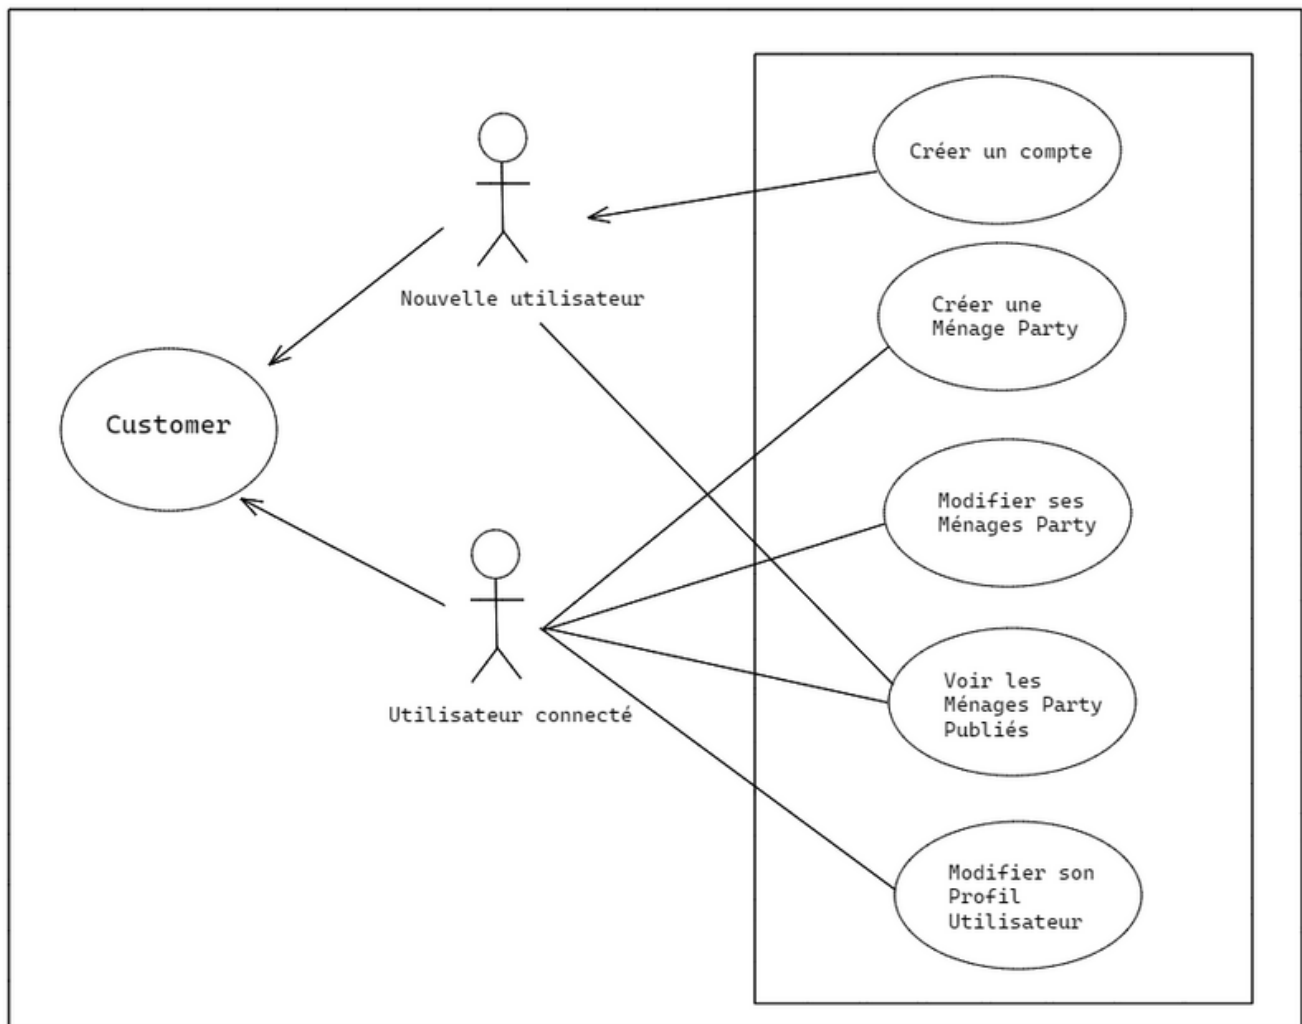 Créer un compte
Nouvelle utilisateur
Créer une
Ménage Party
Customer
Modifier ses
Ménages Party
Utilisateur connecté
Voir les
Ménages Party
Publiés
Modifier son
Profil
Utilisateur